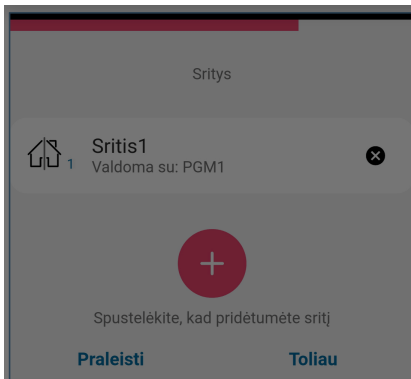 Sritys
Sritis1
1
Valdoma su: PGM1
Spustelėkite, kad pridėtumėte sritį
Praleisti
Toliau